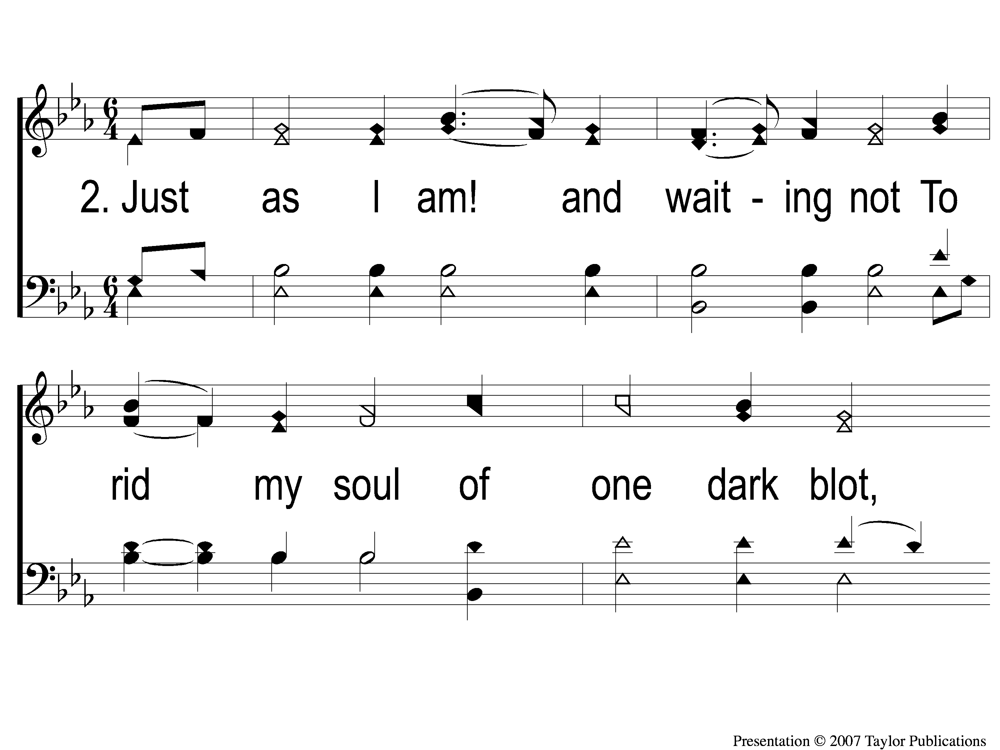 2. Just as I am! and wait - ing not To
rid my soul of one dark blot,
Presentation © 2007 Taylor Publications